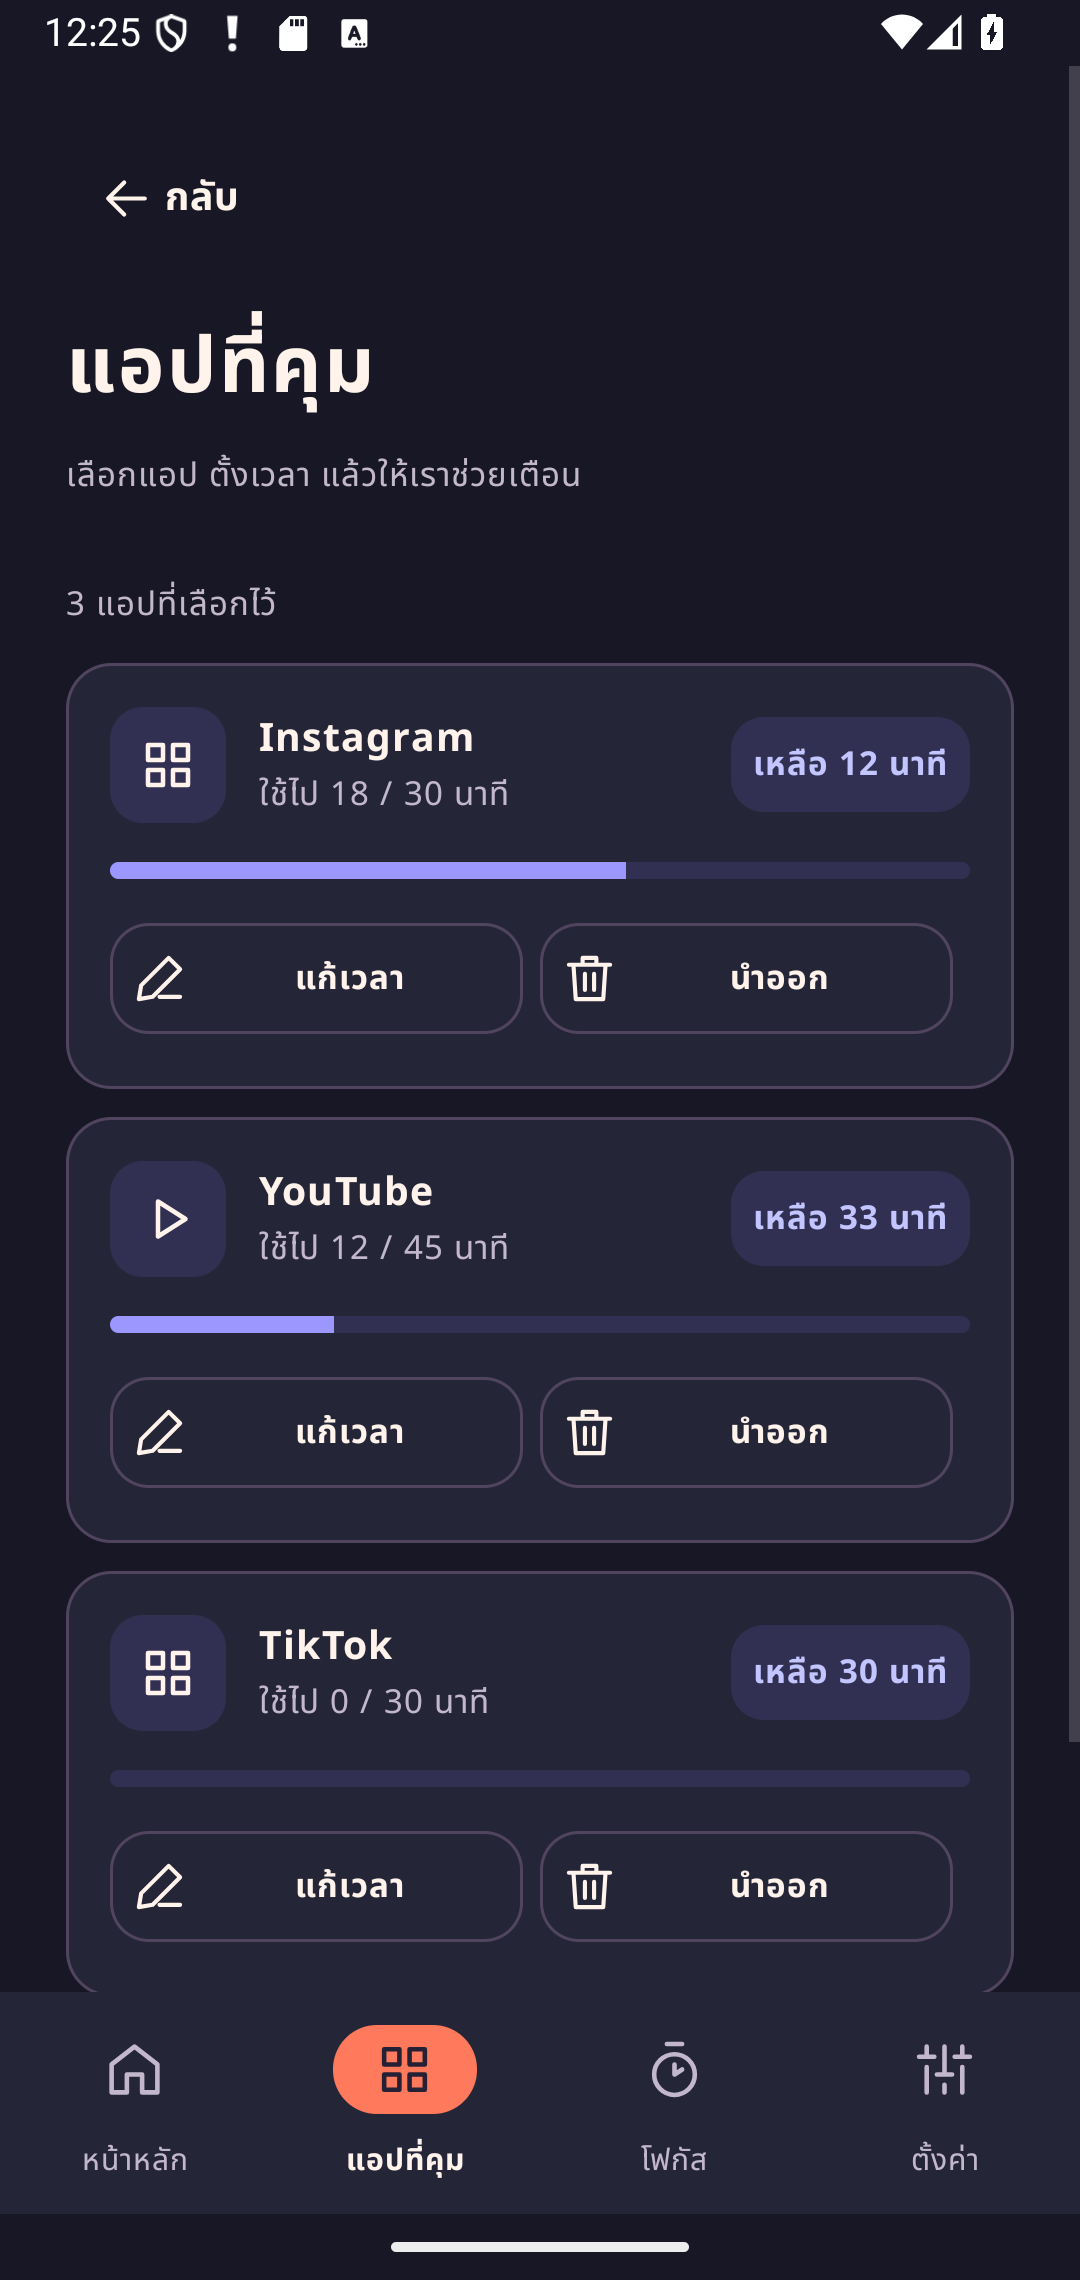 12:25
กลับ
แอปที่คุม
เลือกแอป ตั้งเวลา แล้วให้เราช่วยเตือน
3 แอปที่เลือกไว้
Instagram
ใช้ไป 18 / 30 นาที
เหลือ 12 นาที
แก้เวลา
นำออก
YouTube
ใช้ไป 12 / 45 นาที
เหลือ 33 นาที
แก้เวลา
นำออก
TikTok
ใช้ไป 0 / 30 นาที
เหลือ 30 นาที
แก้เวลา
นำออก
หน้าหลัก
แอปที่คุม
โฟกัส
ตั้งค่า